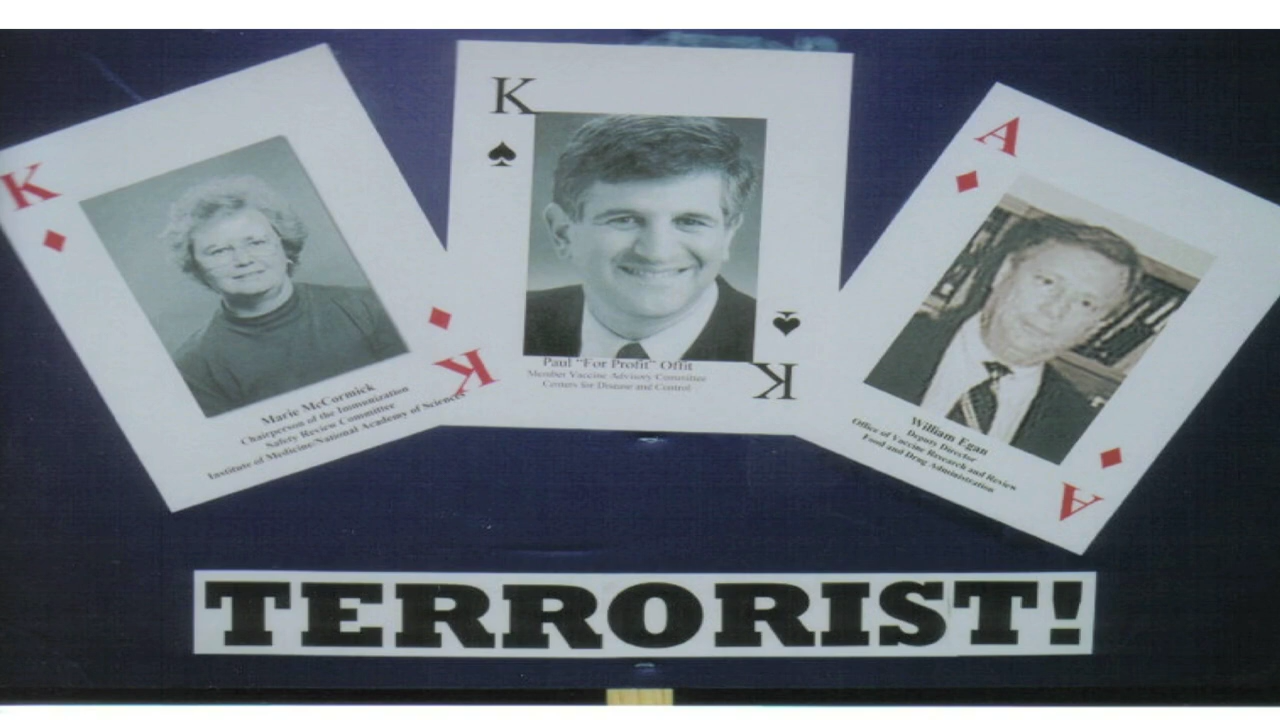 K
Marie McCormick
Chairperson of the Immunization
Safety Review Committee
Institute of Medicine/National Academy of Sciences
K
K
Paul "For Profit" Offit
Member Vaccine Advisory Committee
Centers for Disease and Control
K
A
William Egan
Deputy Director
Office of Vaccine Research and Review
Food and Drug Administration
A
TERRORIST!